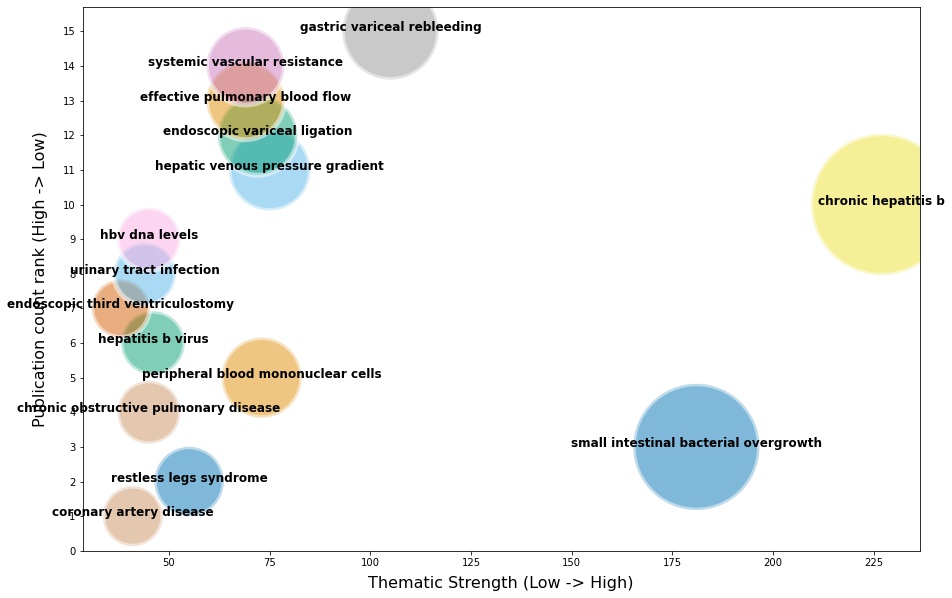 gastric variceal rebleeding
systemic vascular resistance
effective pulmonary blood flow
endoscopic variceal ligation
hepatic venous pressure gradient
chronic hepatitis b
hbv dna levels
urinary tract infection
endoscopic third ventriculostomy
hepatitis b virus
peripheral blood mononuclear cells
chronic obstructive pulmonary disease
small intestinal bacterial overgrowth
restless legs syndrome
coronary artery disease
Publication count rank (High -> Low)
15
14
13
12
11
10
9
8
7
6
5
4
3
2
1
0
50 75 100 125 150 175 200 225
Thematic Strength (Low -> High)